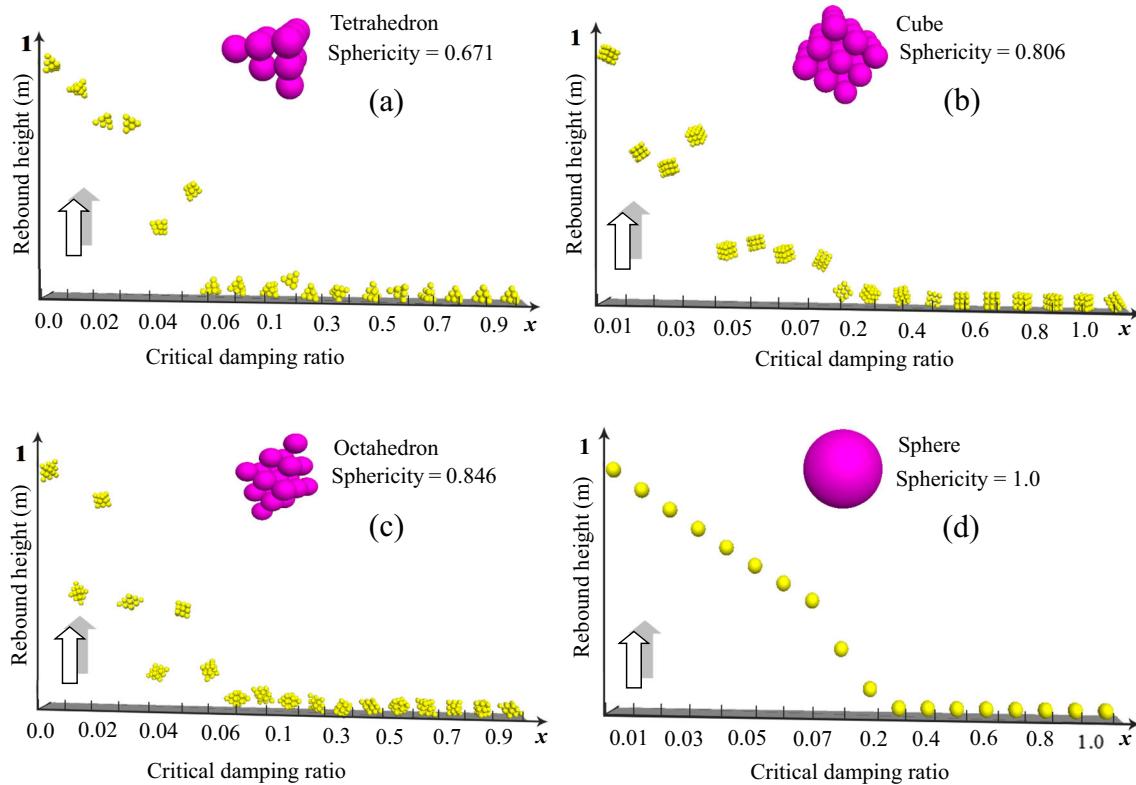 1
Tetrahedron
Sphericity = 0.671
(a)
Rebound height (m)
0.0 0.02 0.04 0.06 0.1 0.3 0.5 0.7 0.9 x
Critical damping ratio
1
Cube
Sphericity = 0.806
(b)
Rebound height (m)
0.01 0.03 0.05 0.07 0.2 0.4 0.6 0.8 1.0 x
Critical damping ratio
1
Octahedron
Sphericity = 0.846
(c)
Rebound height (m)
0.0 0.02 0.04 0.06 0.1 0.3 0.5 0.7 0.9 x
Critical damping ratio
1
Sphere
Sphericity = 1.0
(d)
Rebound height (m)
0.01 0.03 0.05 0.07 0.2 0.4 0.6 0.8 1.0 x
Critical damping ratio